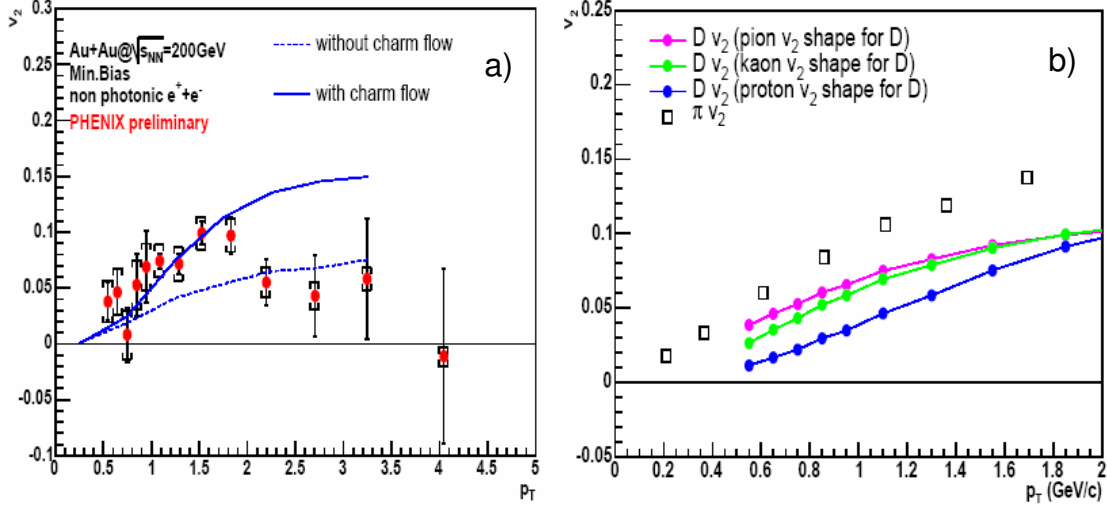 v2
0.3
0.25
0.2
0.15
0.1
0.05
0
-0.05
-0.1
Au+Au@√sNN=200GeV
Min.Bias
non photonic e++e-
PHENIX preliminary
without charm flow
with charm flow
a)
0 0.5 1 1.5 2 2.5 3 3.5 4 4.5 5
pT
v2
0.25
0.2
0.15
0.1
0.05
0
-0.05
D v2 (pion v2 shape for D)
D v2 (kaon v2 shape for D)
D v2 (proton v2 shape for D)
π v2
b)
0 0.2 0.4 0.6 0.8 1 1.2 1.4 1.6 1.8 2
pT (GeV/c)